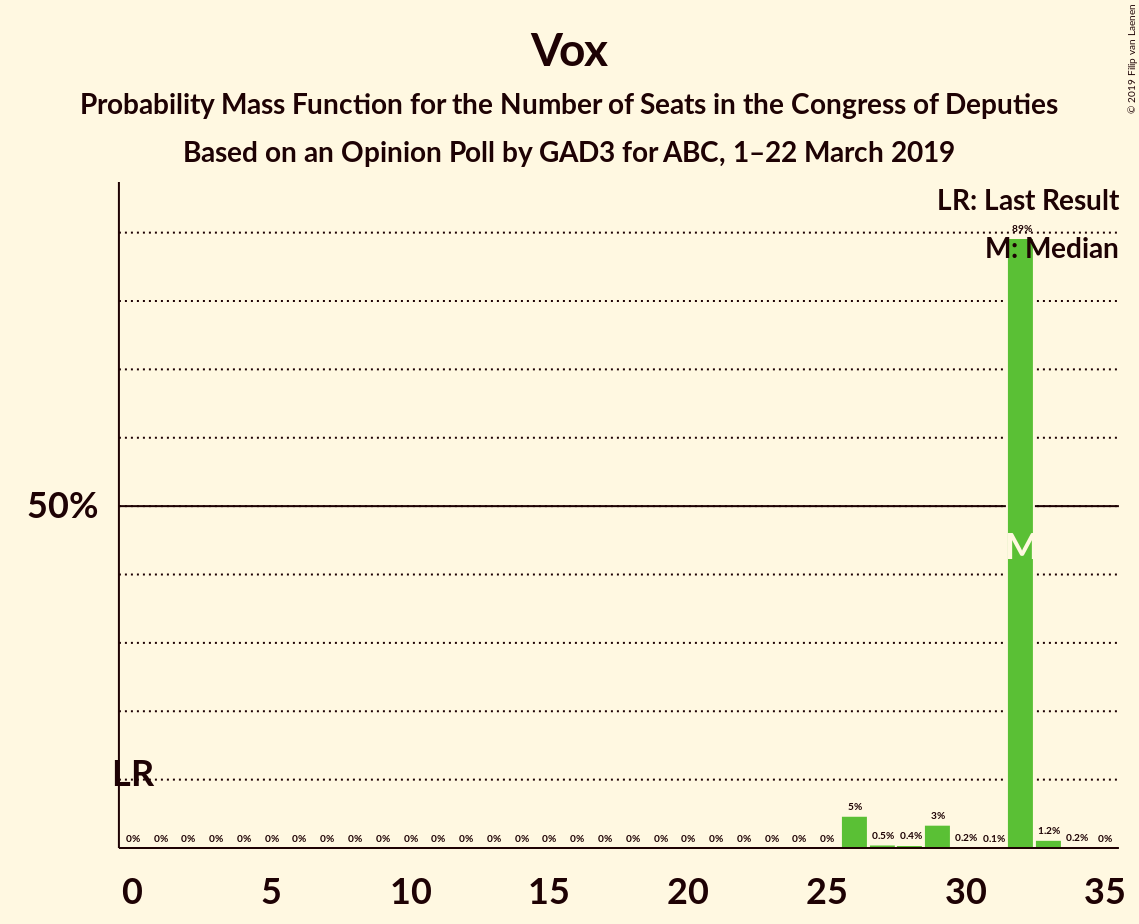 Vox
Probability Mass Function for the Number of Seats in the Congress of Deputies
Based on an Opinion Poll by GAD3 for ABC, 1–22 March 2019
© 2019 Filip van Laenen
LR: Last Result
M: Median
89%
50%
M
LR
0% 0% 0% 0% 0% 0% 0% 0% 0% 0% 0% 0% 0% 0% 0% 0% 0% 0% 0% 0% 0% 0% 0% 0% 0% 0% 5% 0.5% 0.4% 3% 0.2% 0.1% 1.2% 0.2% 0%
0 5 10 15 20 25 30 35